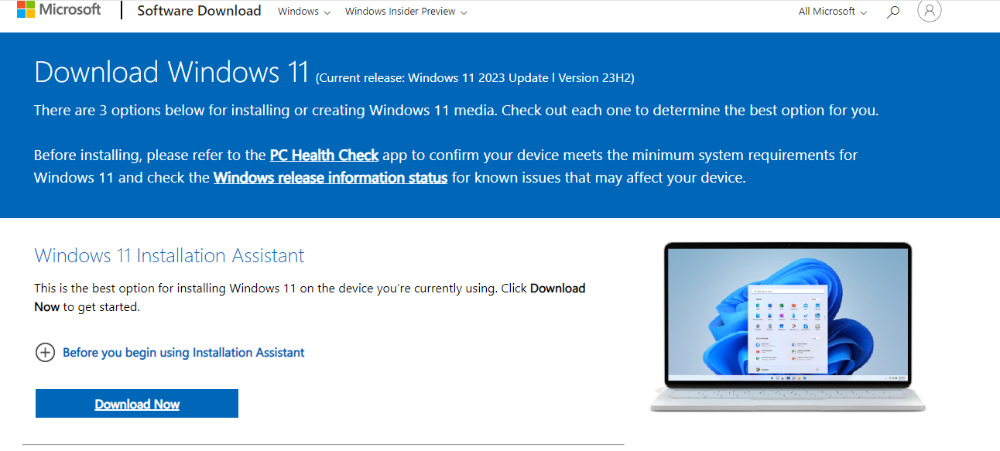 Microsoft | Software Download Windows Windows Insider Preview All Microsoft
Download Windows 11 (Current release: Windows 11 2023 Update l Version 23H2)
There are 3 options below for installing or creating Windows 11 media. Check out each one to determine the best option for you.
Before installing, please refer to the PC Health Check app to confirm your device meets the minimum system requirements for
Windows 11 and check the Windows release information status for known issues that may affect your device.
Windows 11 Installation Assistant
This is the best option for installing Windows 11 on the device you’re currently using. Click Download
Now to get started.
Before you begin using Installation Assistant
Download Now